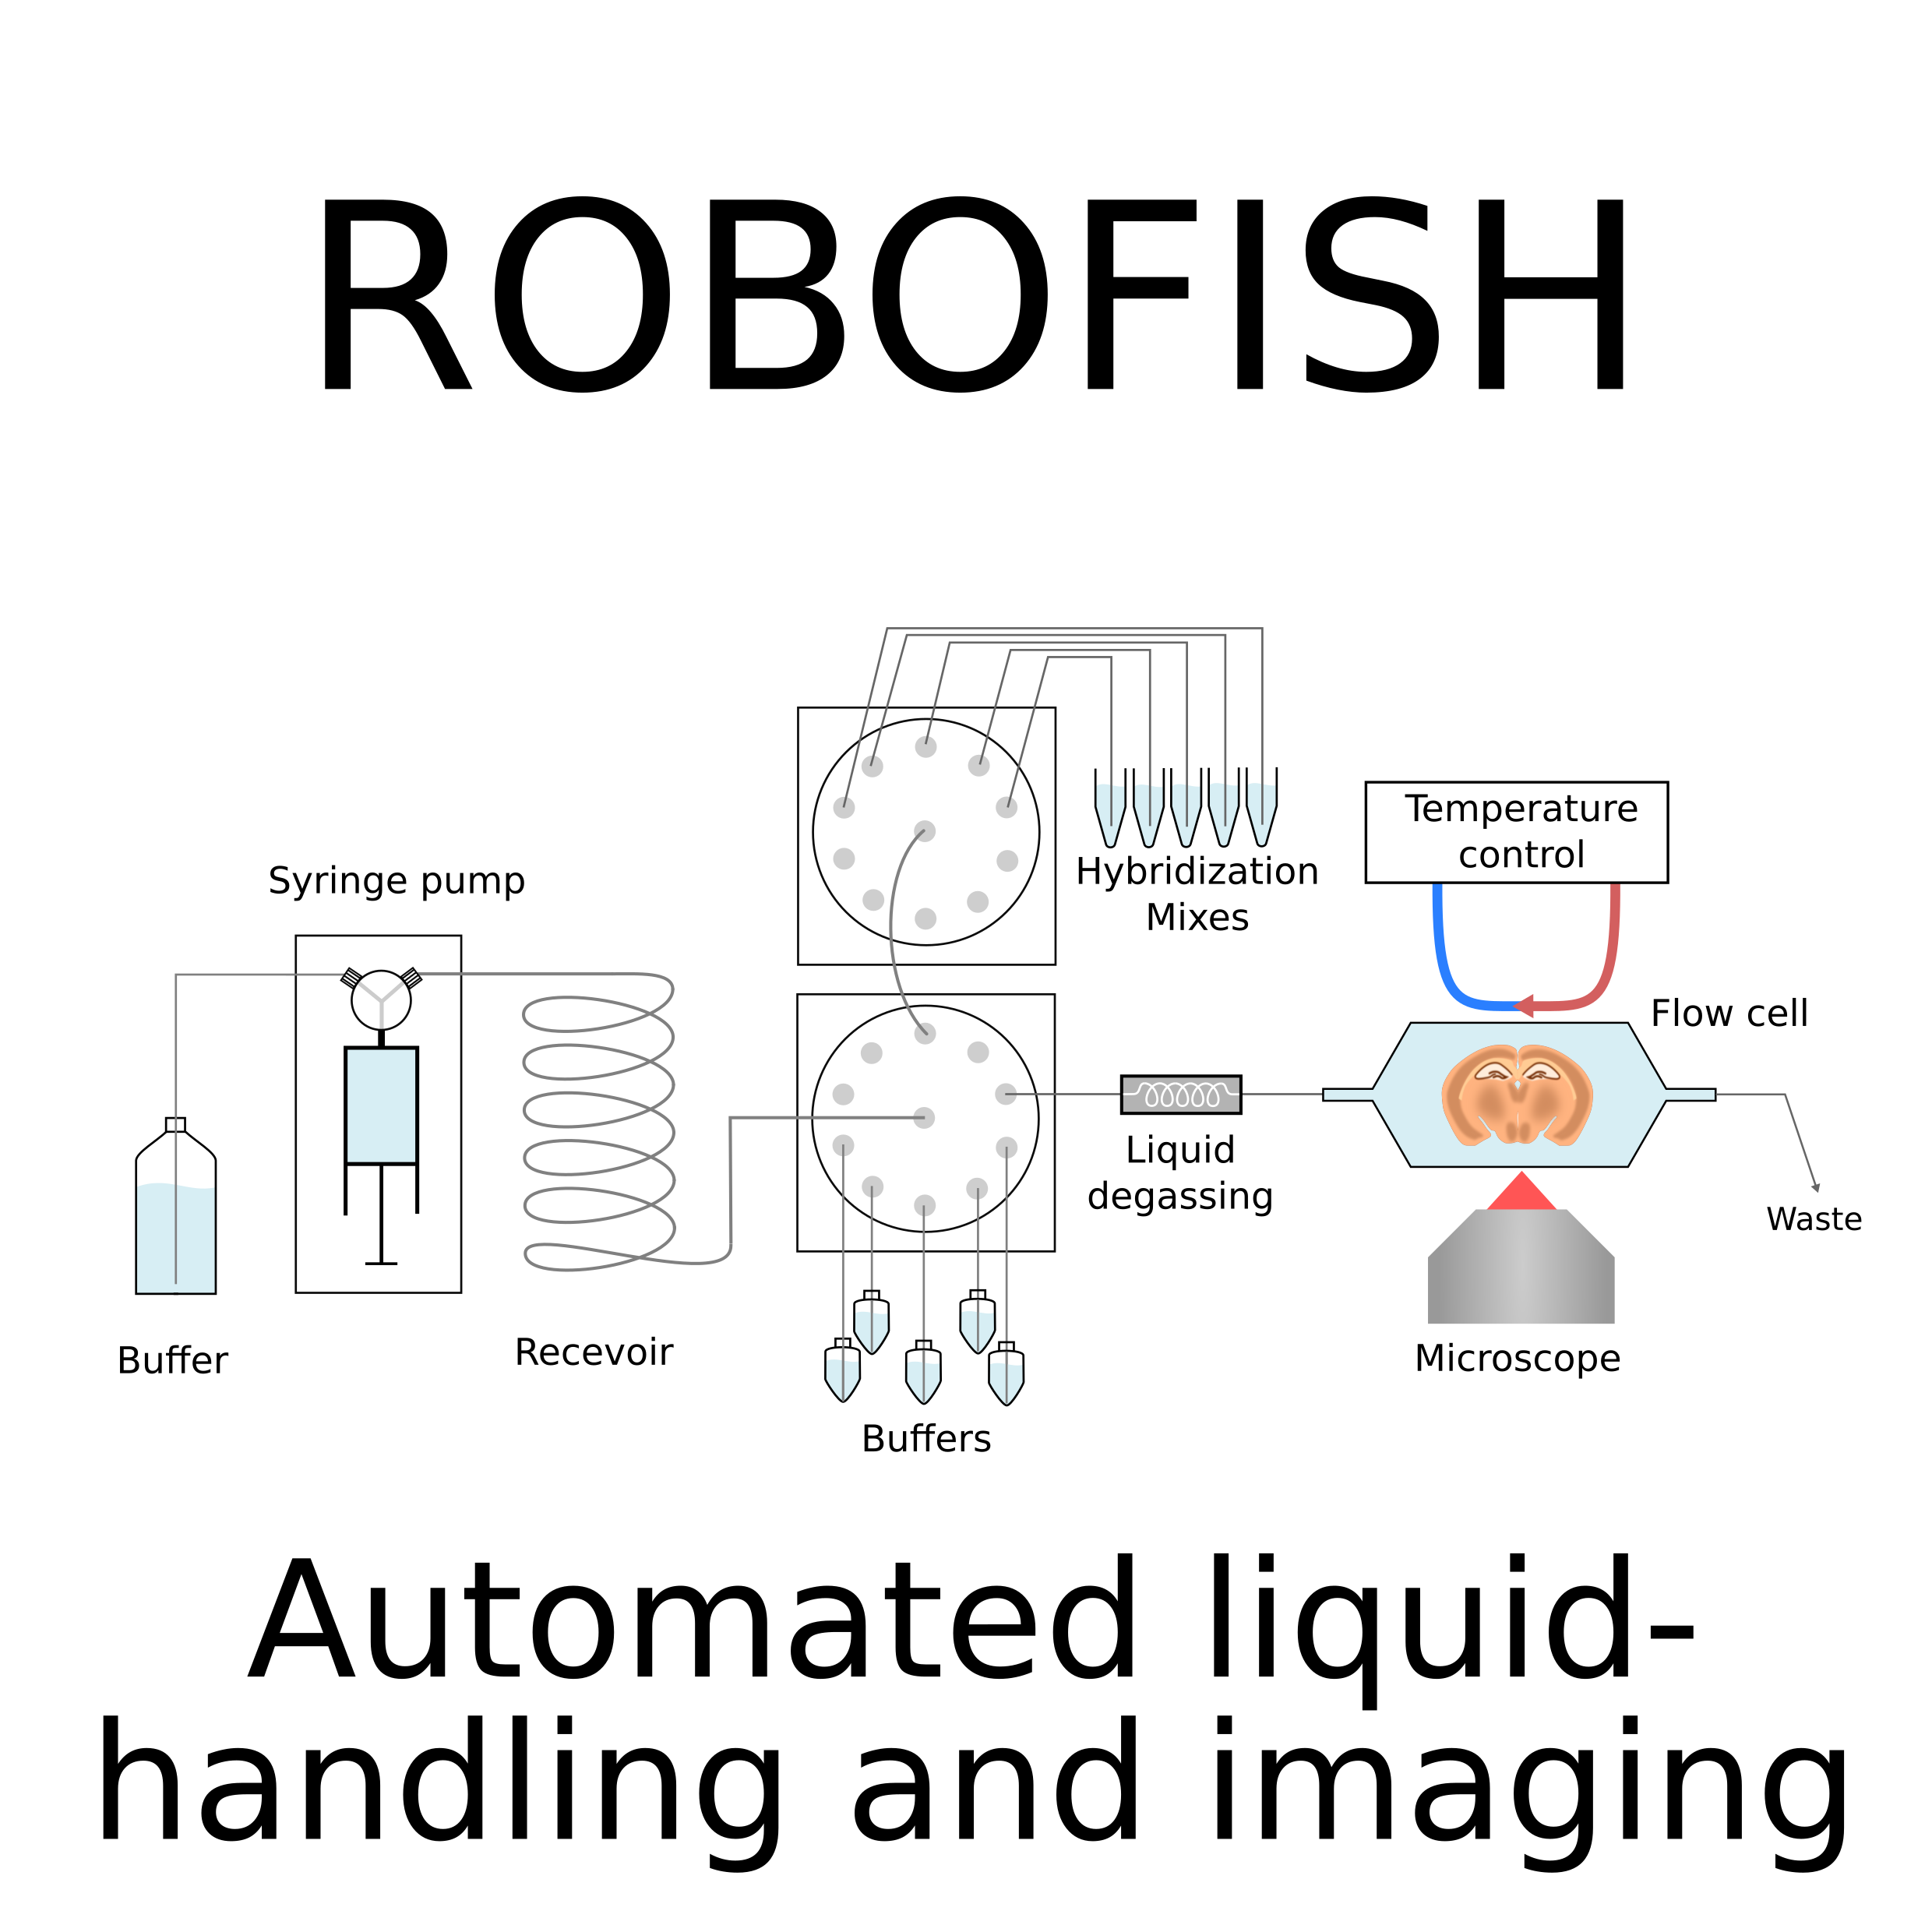 ROBOFISH
Temperature
control
Hybridization
Mixes
Syringe pump
Flow cell
Liquid
degassing
Waste
Buffer
Recevoir
Microscope
Buffers
Automated liquid-
handling and imaging